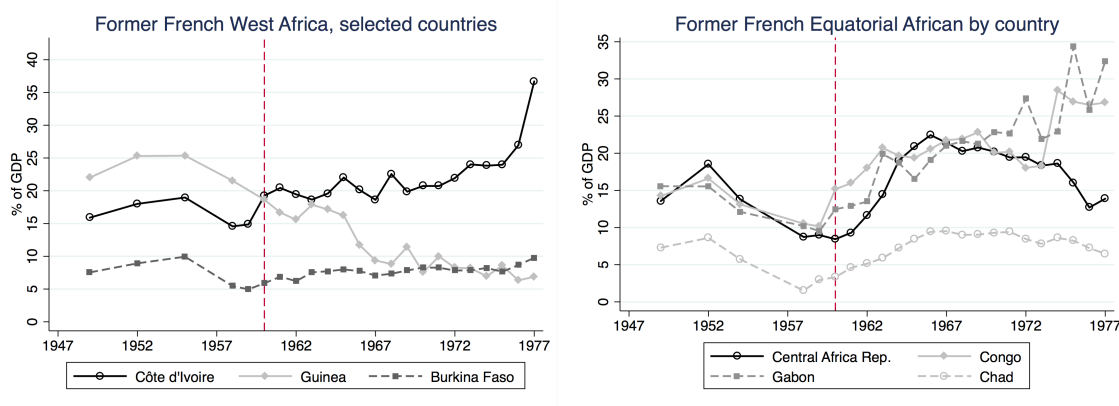 Former French West Africa, selected countries
% of GDP
40
35
30
25
20
15
10
5
0
1947 1952 1957 1962 1967 1972 1977
Côte d'Ivoire Guinea Burkina Faso
Former French Equatorial African by country
% of GDP
35
30
25
20
15
10
5
0
1947 1952 1957 1962 1967 1972 1977
Central Africa Rep. Congo
Gabon Chad